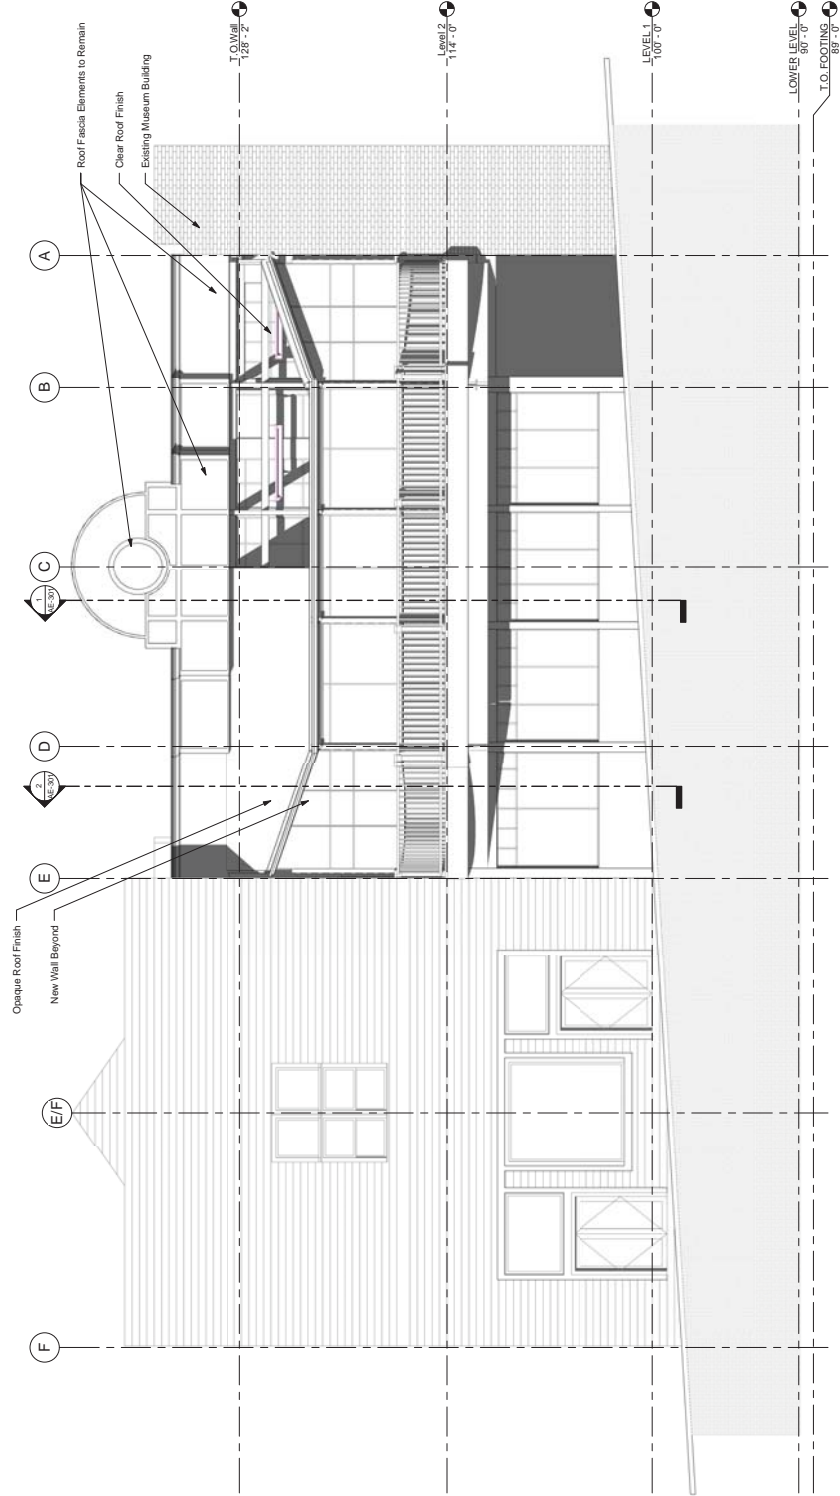 F
E/F
E
D
C
B
A
2
AE-301
1
AE-301
Opaque Roof Finish
New Wall Beyond
Roof Fascia Elements to Remain
Clear Roof Finish
Existing Museum Building
T.O.Wall
128' - 2"
Level 2
114' - 0"
LEVEL 1
100' - 0"
LOWER LEVEL
90' - 0"
T.O. FOOTING
89' - 0"